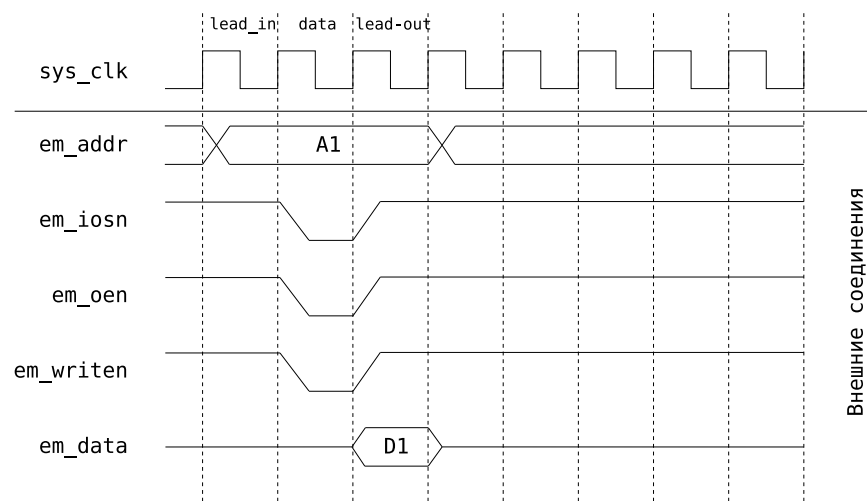 lead_in data lead-out
sys_clk
em_addr A1
em_iosn
em_oen
em_writen
em_data D1
Внешние соединения